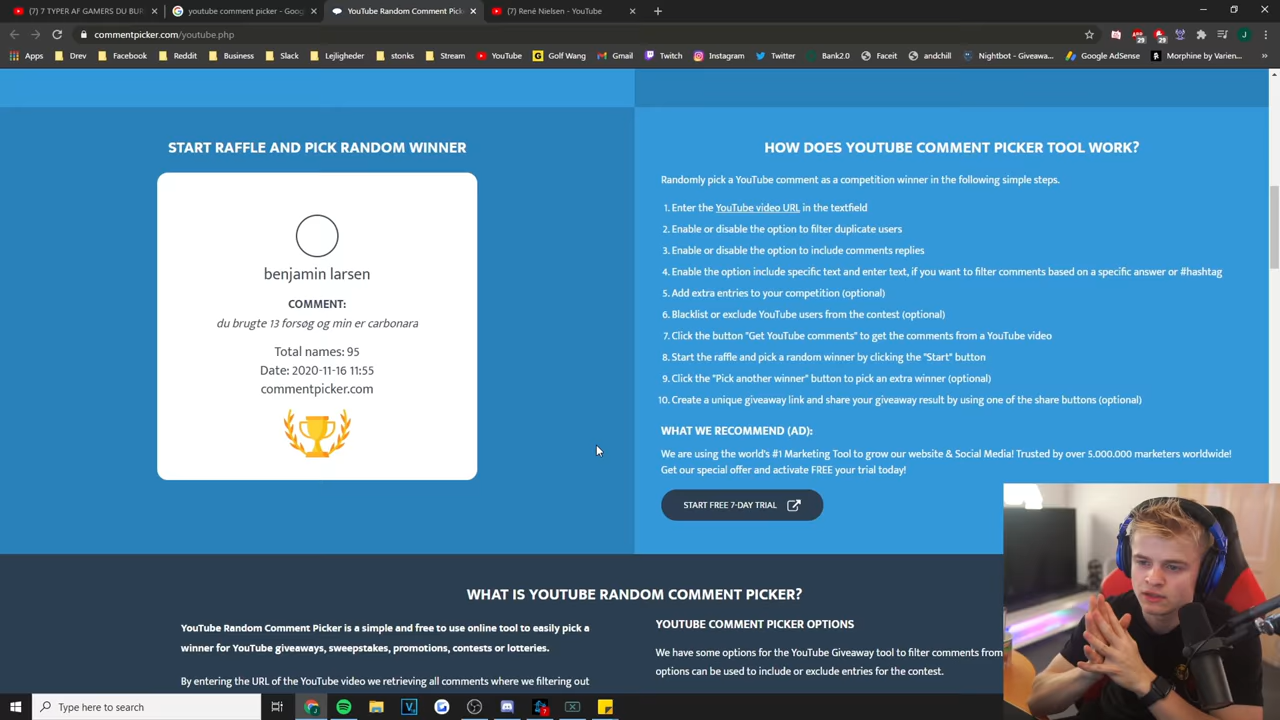 (7) 7 TYPER AF GAMERS DU BUR
youtube comment picker - Goog
YouTube Random Comment Pick
(7) René Nielsen - YouTube
commentpicker.com/youtube.php
Apps
Drev
Facebook
Reddit
Business
Slack
Lejligheder
stonks
Stream
YouTube
Golf Wang
Gmail
Twitch
Instagram
Twitter
Bank2.0
Faceit
andchill
Nightbot - Giveawa...
Google AdSense
Morphine by Varien...
START RAFFLE AND PICK RANDOM WINNER
benjamin larsen
COMMENT:
du brugte 13 forsøg og min er carbonara
Total names: 95
Date: 2020-11-16 11:55
commentpicker.com
HOW DOES YOUTUBE COMMENT PICKER TOOL WORK?
Randomly pick a YouTube comment as a competition winner in the following simple steps.
1. Enter the YouTube video URL in the textfield
2. Enable or disable the option to filter duplicate users
3. Enable or disable the option to include comments replies
4. Enable the option include specific text and enter text, if you want to filter comments based on a specific answer or #hashtag
5. Add extra entries to your competition (optional)
6. Blacklist or exclude YouTube users from the contest (optional)
7. Click the button "Get YouTube comments" to get the comments from a YouTube video
8. Start the raffle and pick a random winner by clicking the "Start" button
9. Click the "Pick another winner" button to pick an extra winner (optional)
10. Create a unique giveaway link and share your giveaway result by using one of the share buttons (optional)
WHAT WE RECOMMEND (AD):
We are using the world's #1 Marketing Tool to grow our website & Social Media! Trusted by over 5.000.000 marketers worldwide!
Get our special offer and activate FREE your trial today!
START FREE 7-DAY TRIAL
WHAT IS YOUTUBE RANDOM COMMENT PICKER?
YouTube Random Comment Picker is a simple and free to use online tool to easily pick a
winner for YouTube giveaways, sweepstakes, promotions, contests or lotteries.
By entering the URL of the YouTube video we retrieving all comments where we filtering out
YOUTUBE COMMENT PICKER OPTIONS
We have some options for the YouTube Giveaway tool to filter comments from
options can be used to include or exclude entries for the contest.
Type here to search